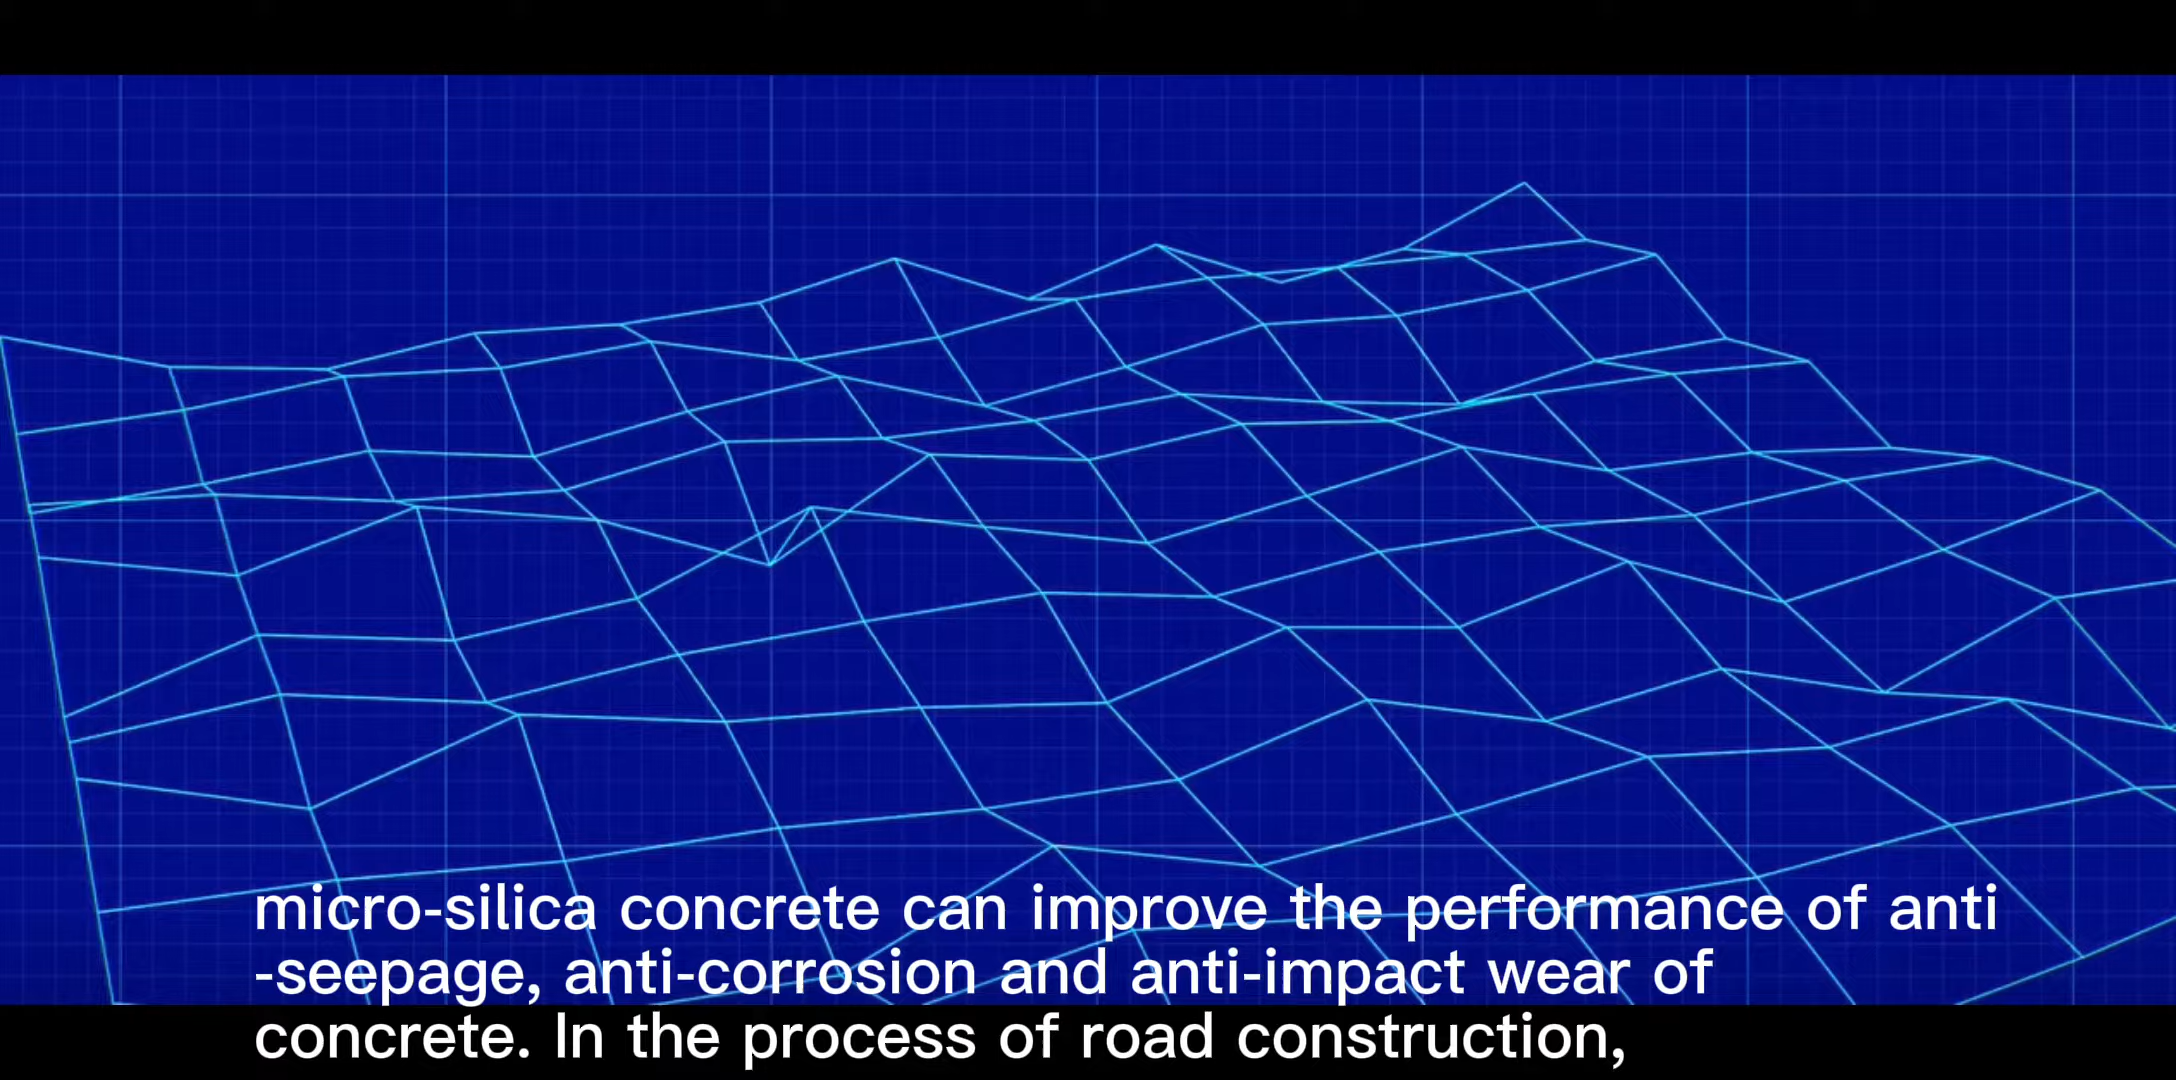 micro-silica concrete can improve the performance of anti
-seepage, anti-corrosion and anti-impact wear of
concrete. In the process of road construction,